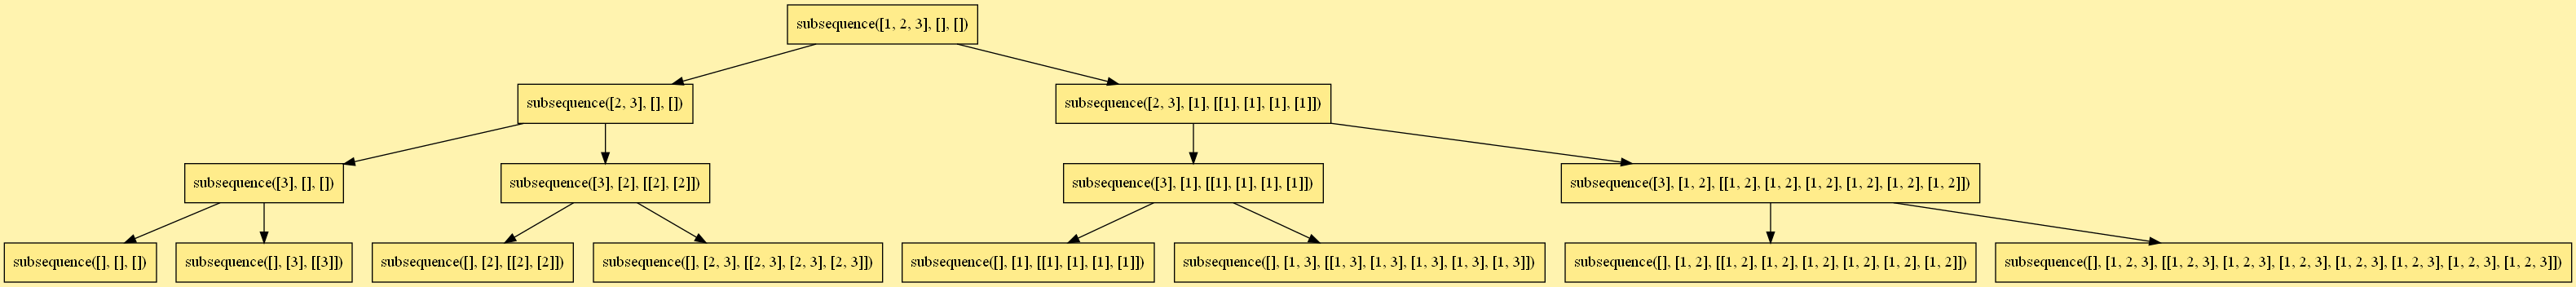 subsequence([1, 2, 3], [], [])
subsequence([2, 3], [], [])
subsequence([2, 3], [1], [[1], [1], [1], [1]])
subsequence([3], [], [])
subsequence([3], [2], [[2], [2]])
subsequence([3], [1], [[1], [1], [1], [1]])
subsequence([3], [1, 2], [[1, 2], [1, 2], [1, 2], [1, 2], [1, 2], [1, 2]])
subsequence([], [], [])
subsequence([], [3], [[3]])
subsequence([], [2], [[2], [2]])
subsequence([], [2, 3], [[2, 3], [2, 3], [2, 3]])
subsequence([], [1], [[1], [1], [1], [1]])
subsequence([], [1, 3], [[1, 3], [1, 3], [1, 3], [1, 3], [1, 3]])
subsequence([], [1, 2], [[1, 2], [1, 2], [1, 2], [1, 2], [1, 2], [1, 2]])
subsequence([], [1, 2, 3], [[1, 2, 3], [1, 2, 3], [1, 2, 3], [1, 2, 3], [1, 2, 3], [1, 2, 3], [1, 2, 3]])